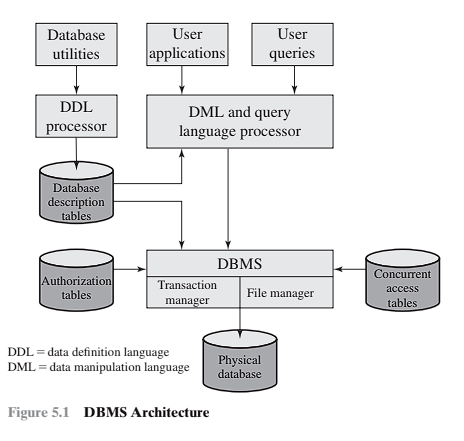 Database
utilities
User
applications
User
queries
DDL
processor
DML and query
language processor
Database
description
tables
DBMS
Transaction
manager
File manager
Authorization
tables
Concurrent
access
tables
Physical
database
DDL = data definition language
DML = data manipulation language
Figure 5.1 DBMS Architecture